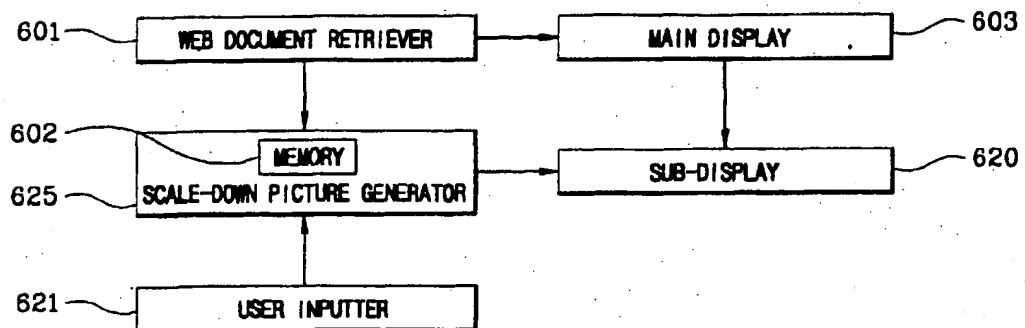 601
WEB DOCUMENT RETRIEVER
MAIN DISPLAY
603
602
MEMORY
625
SCALE-DOWN PICTURE GENERATOR
SUB-DISPLAY
620
621
USER INPUTTER